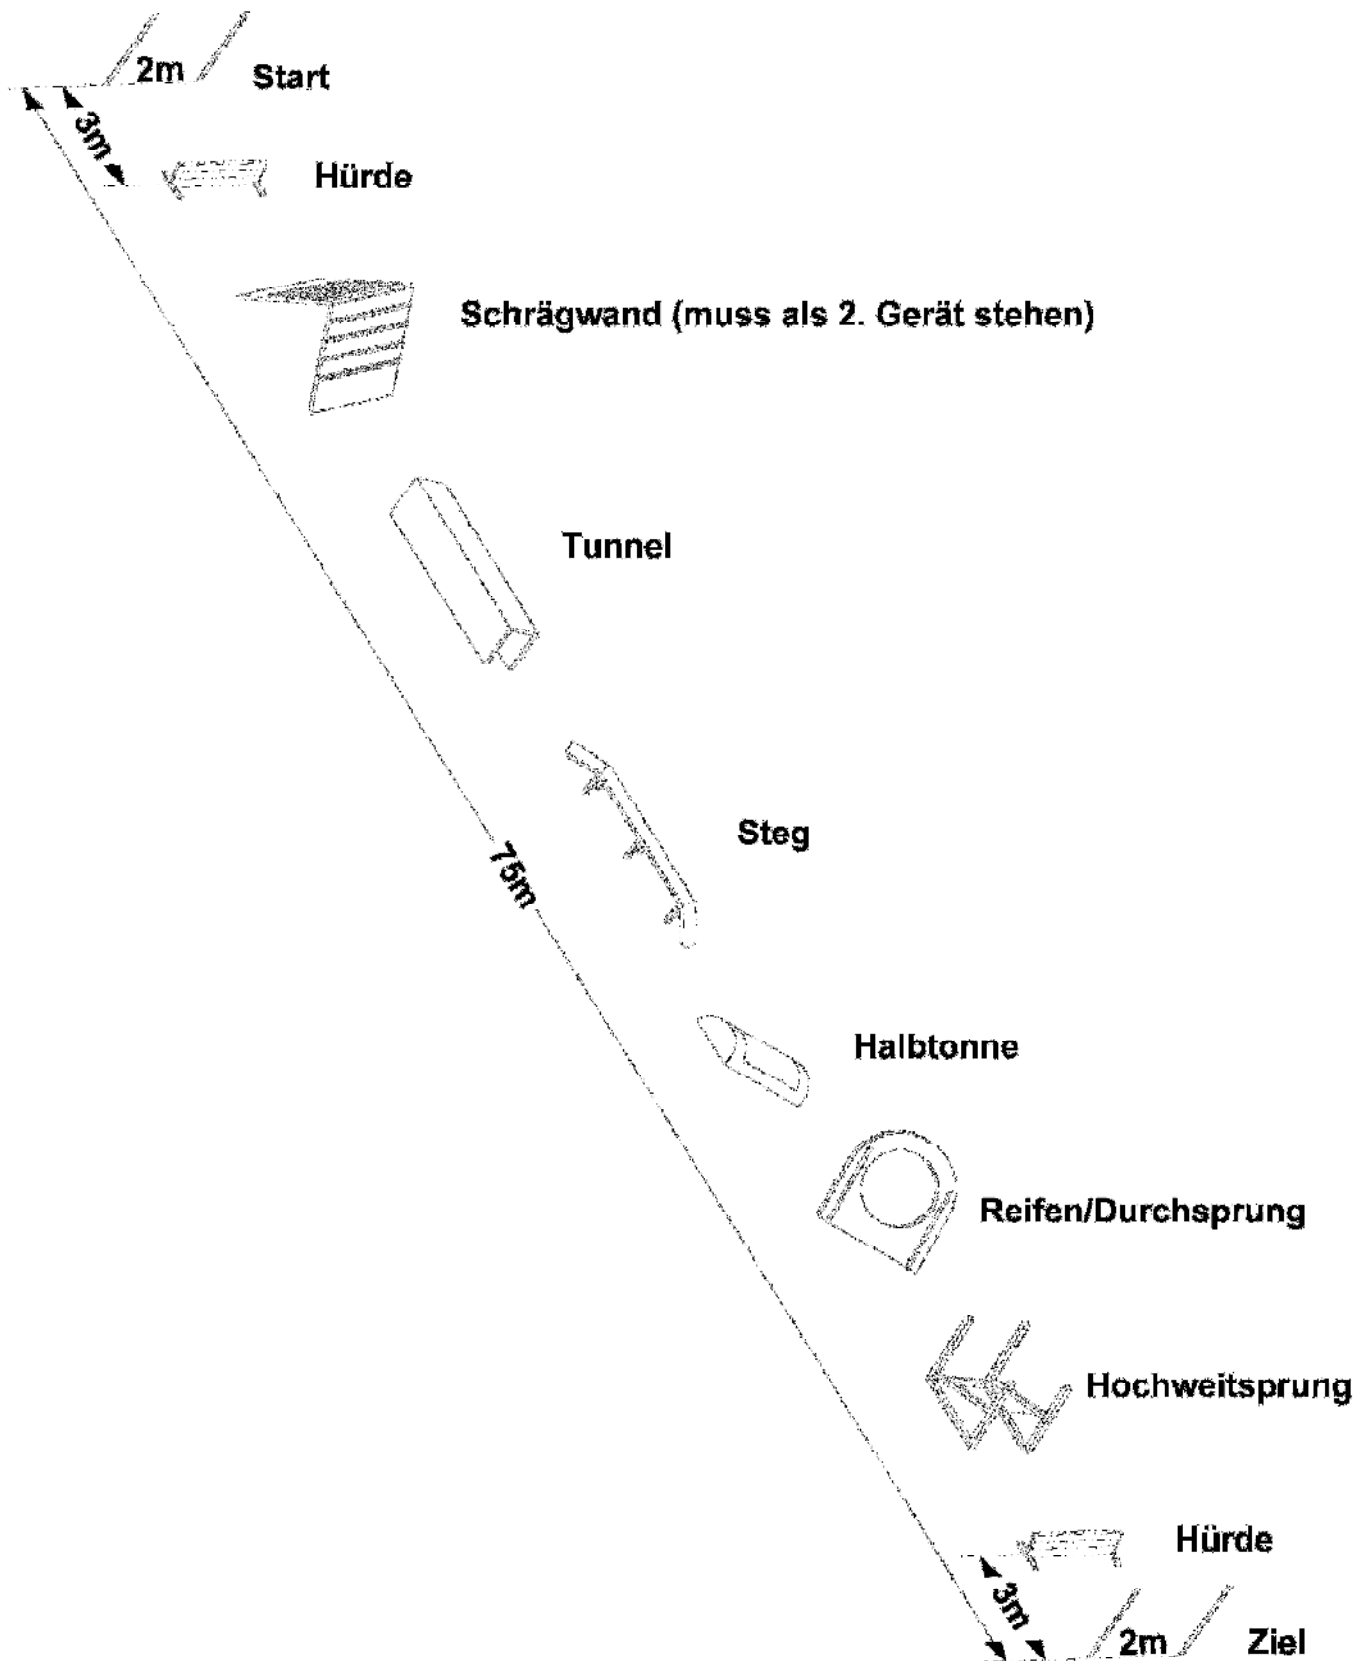 2m
Start
3m
Hürde
Schrägwand (muss als 2. Gerät stehen)
Tunnel
Steg
75m
Halbtonne
Reifen/Durchsprung
Hochweitsprung
Hürde
3m
2m
Ziel